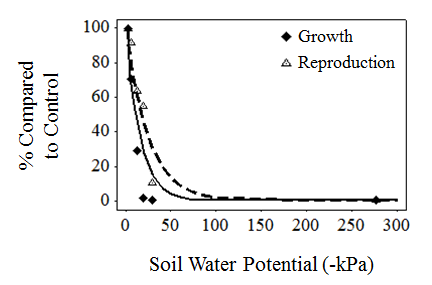 Growth
Reproduction
% Compared
to Control
100
80
60
40
20
0
0 50 100 150 200 250 300
Soil Water Potential (-kPa)